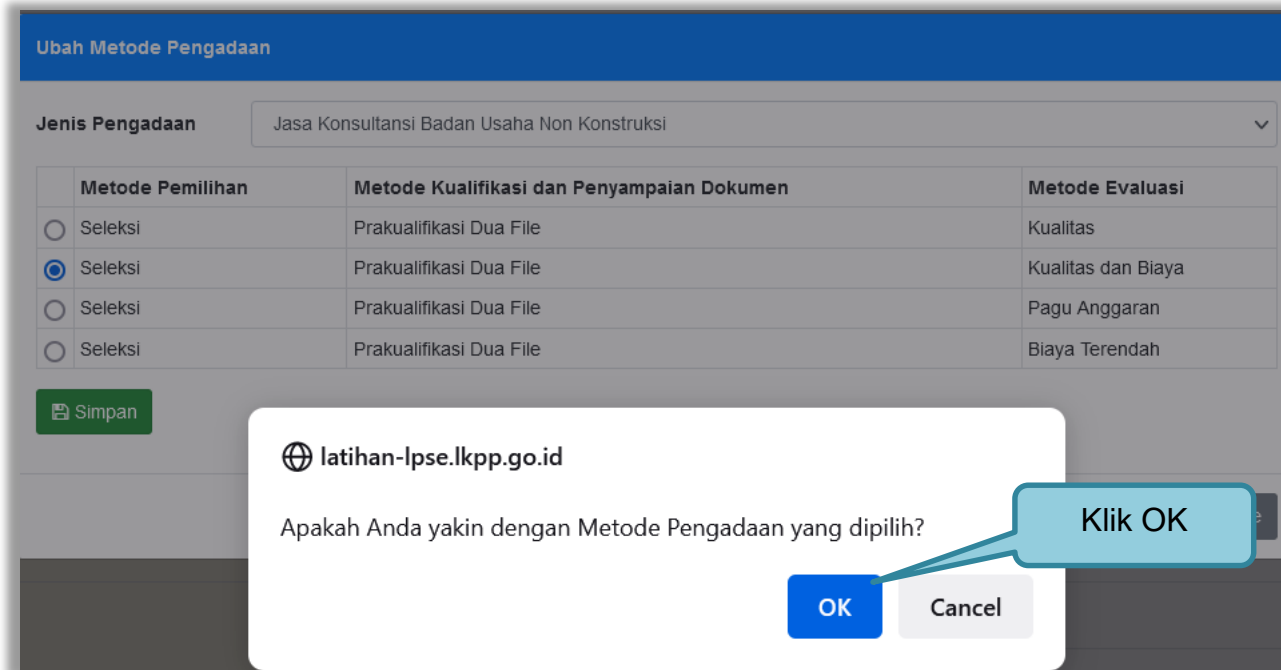 Ubah Metode Pengadaan
Jenis Pengadaan Jasa Konsultansi Badan Usaha Non Konstruksi
Metode Pemilihan Metode Kualifikasi dan Penyampaian Dokumen Metode Evaluasi
Seleksi Prakualifikasi Dua File Kualitas
Seleksi Prakualifikasi Dua File Kualitas dan Biaya
Seleksi Prakualifikasi Dua File Pagu Anggaran
Seleksi Prakualifikasi Dua File Biaya Terendah
Simpan
latihan-lpse.lkpp.go.id
Apakah Anda yakin dengan Metode Pengadaan yang dipilih?
Klik OK
OK Cancel